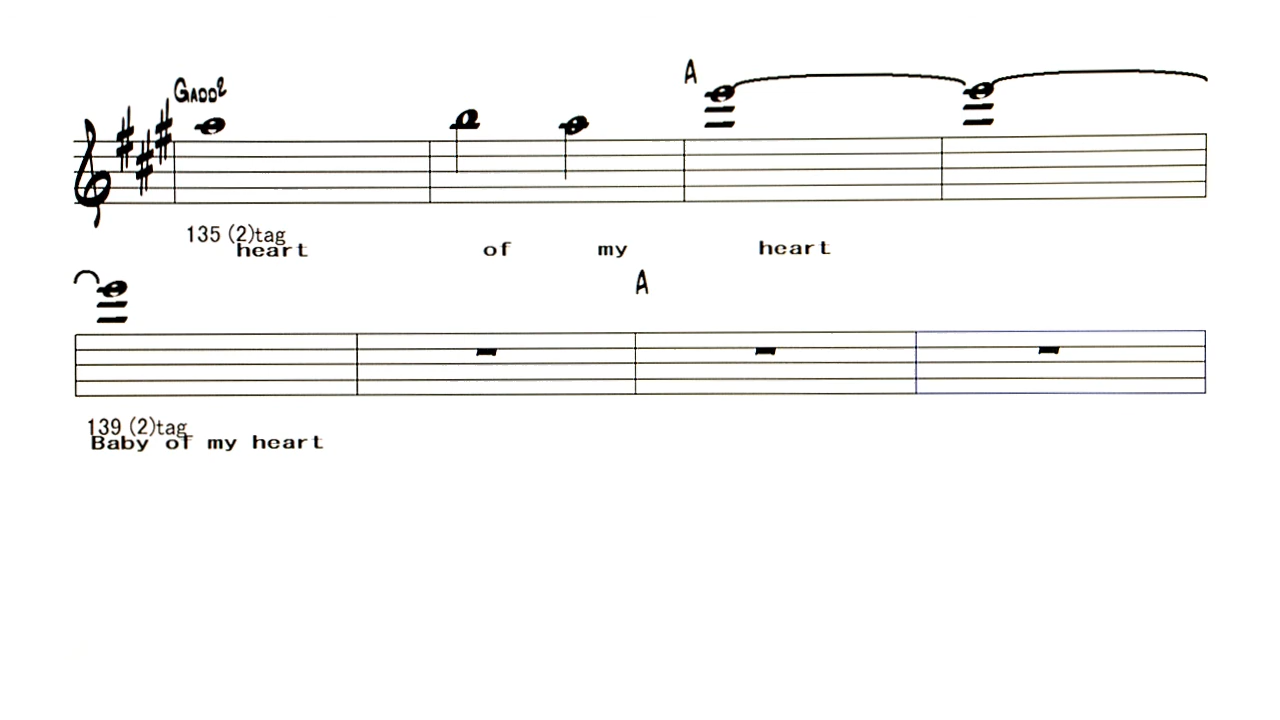 Gadd2 A
135 (2)tag
heart of my heart
A
139 (2)tag
Baby of my heart